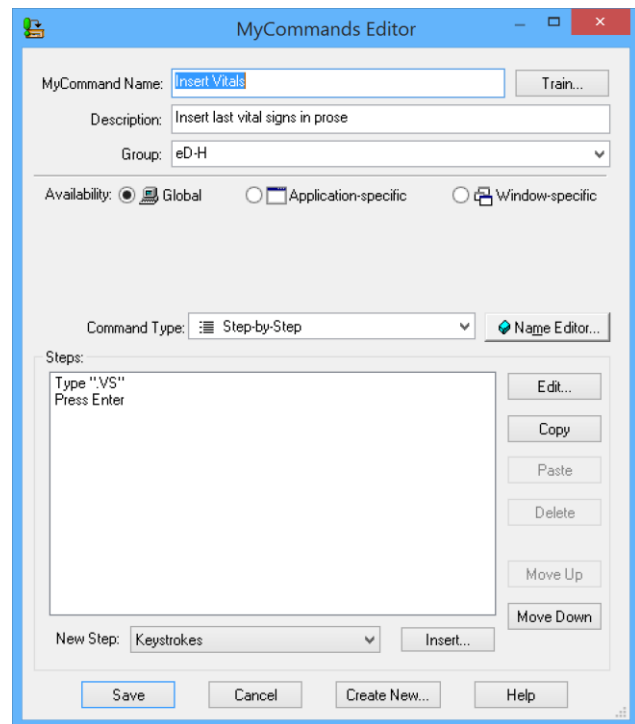 MyCommands Editor
MyCommand Name: Insert Vitals Train...
Description: Insert last vital signs in prose
Group: eD-H
Availability: Global Application-specific Window-specific
Command Type: Step-by-Step Name Editor...
Steps:
Type ".VS"
Press Enter
Edit...
Copy
Paste
Delete
Move Up
Move Down
New Step: Keystrokes Insert...
Save Cancel Create New... Help